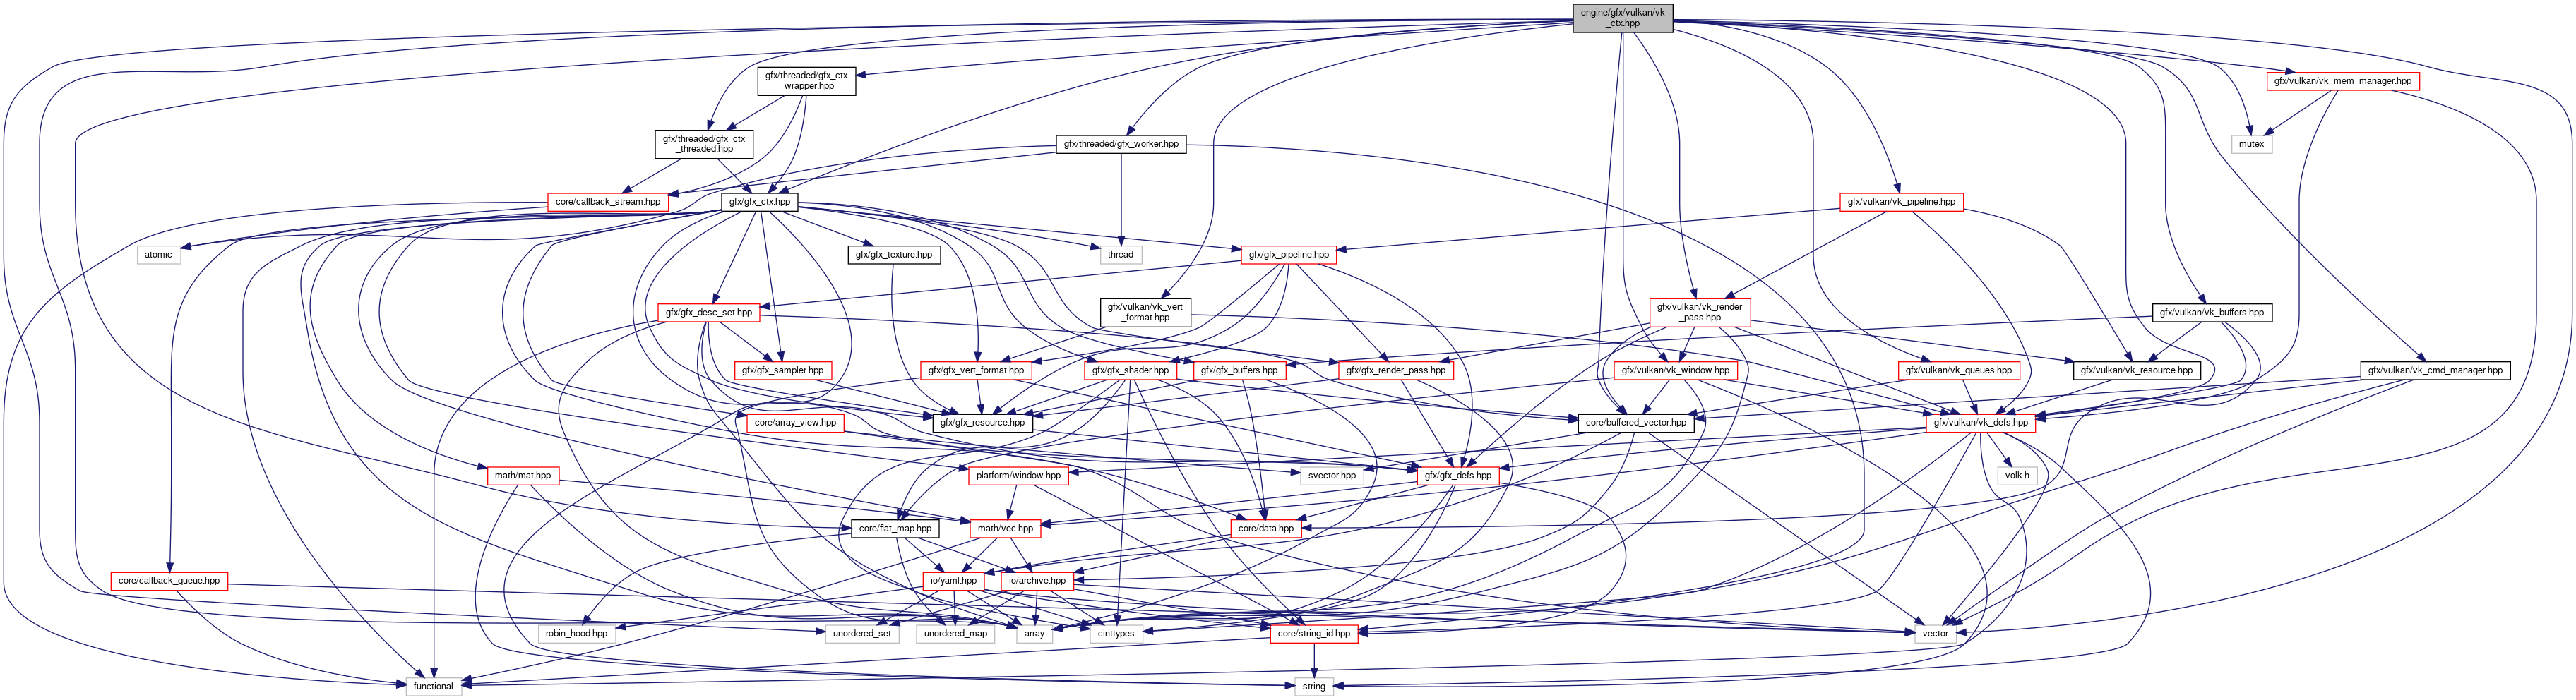 engine/gfx/vulkan/vk
_ctx.hpp
gfx/threaded/gfx_ctx
_wrapper.hpp
gfx/vulkan/vk_mem_manager.hpp
gfx/threaded/gfx_ctx
_threaded.hpp
gfx/threaded/gfx_worker.hpp
mutex
core/callback_stream.hpp
gfx/gfx_ctx.hpp
gfx/vulkan/vk_pipeline.hpp
atomic
gfx/gfx_texture.hpp
thread
gfx/gfx_pipeline.hpp
gfx/gfx_desc_set.hpp
gfx/vulkan/vk_vert
_format.hpp
gfx/vulkan/vk_render
_pass.hpp
gfx/vulkan/vk_buffers.hpp
gfx/gfx_sampler.hpp
gfx/gfx_vert_format.hpp
gfx/gfx_shader.hpp
gfx/gfx_buffers.hpp
gfx/gfx_render_pass.hpp
gfx/vulkan/vk_window.hpp
gfx/vulkan/vk_queues.hpp
gfx/vulkan/vk_resource.hpp
gfx/vulkan/vk_cmd_manager.hpp
core/array_view.hpp
gfx/gfx_resource.hpp
core/buffered_vector.hpp
gfx/vulkan/vk_defs.hpp
math/mat.hpp
platform/window.hpp
svector.hpp
gfx/gfx_defs.hpp
volk.h
core/flat_map.hpp
math/vec.hpp
core/data.hpp
core/callback_queue.hpp
io/yaml.hpp
io/archive.hpp
robin_hood.hpp
unordered_set
unordered_map
array
cinttypes
core/string_id.hpp
vector
functional
string